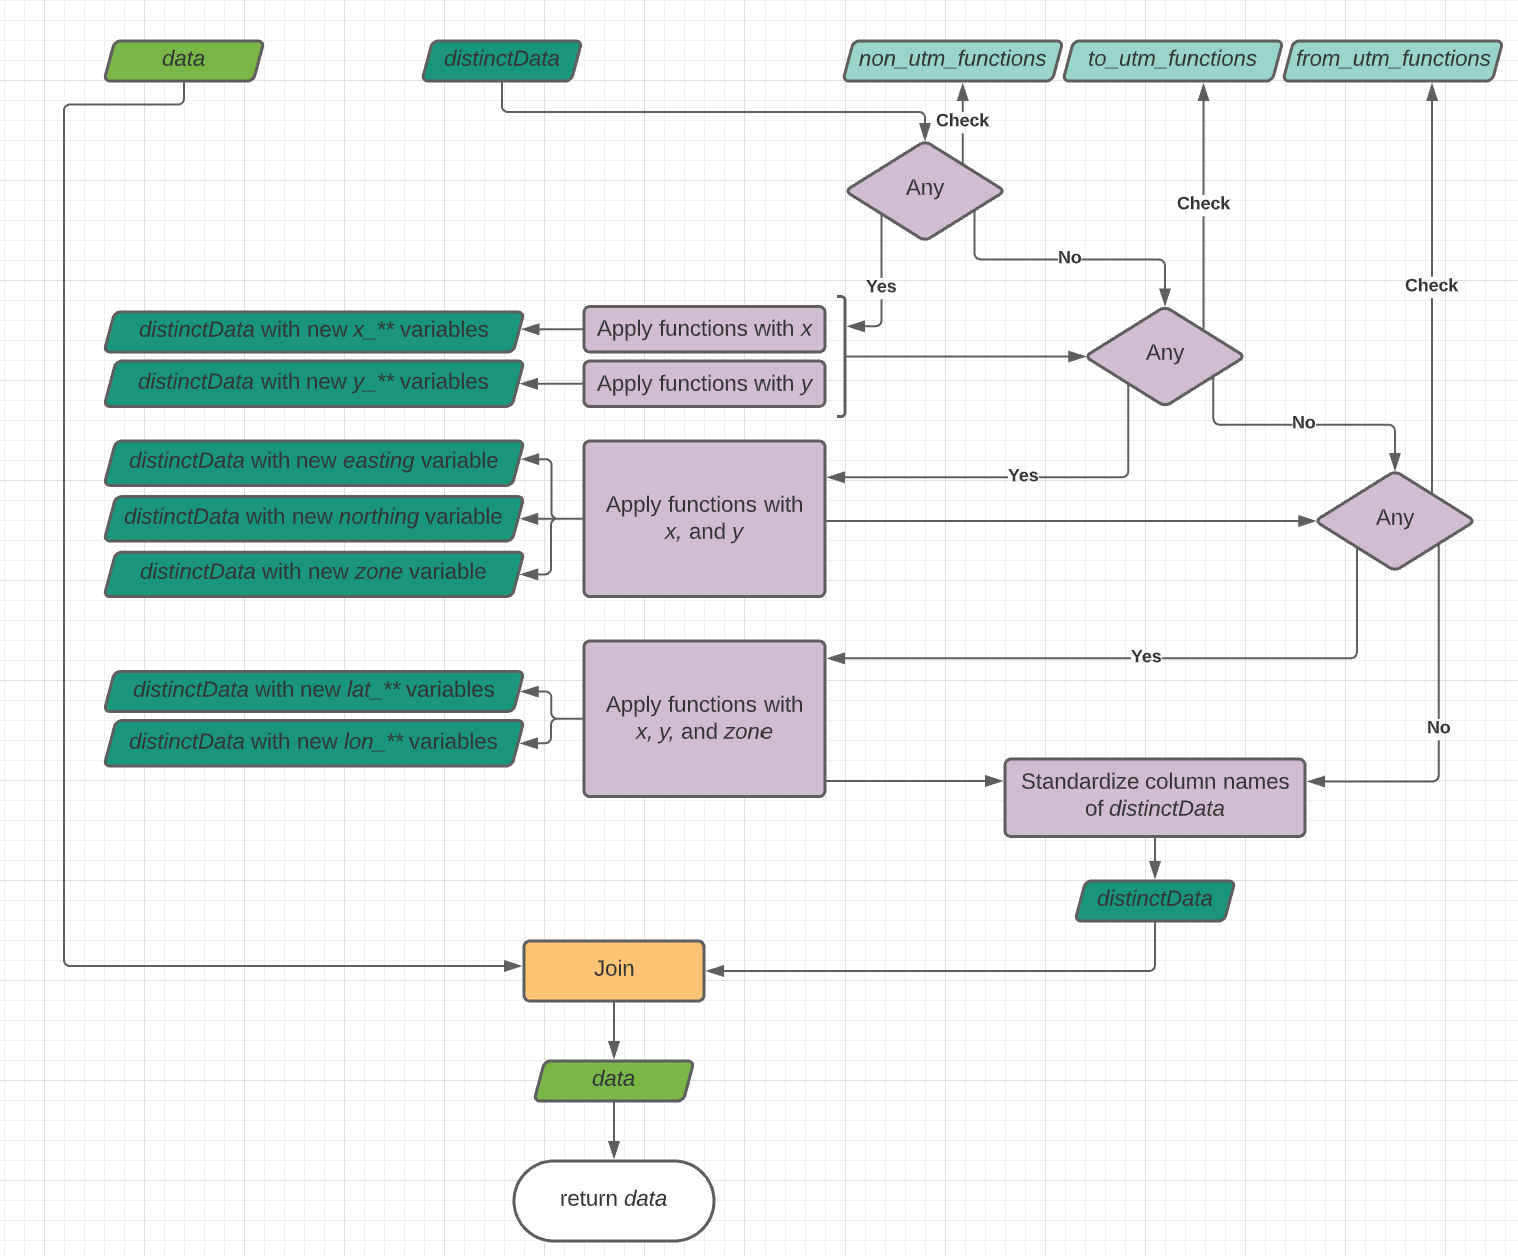 data
distinctData
non_utm_functions
to_utm_functions
from_utm_functions
Check
Any
Check
No
Yes
Check
distinctData with new x_** variables
Apply functions with x
Any
distinctData with new y_** variables
Apply functions with y
No
distinctData with new easting variable
Yes
Apply functions with
x, and y
distinctData with new northing variable
Any
distinctData with new zone variable
Yes
distinctData with new lat_** variables
Apply functions with
x, y, and zone
distinctData with new lon_** variables
No
Standardize column names
of distinctData
distinctData
Join
data
return data